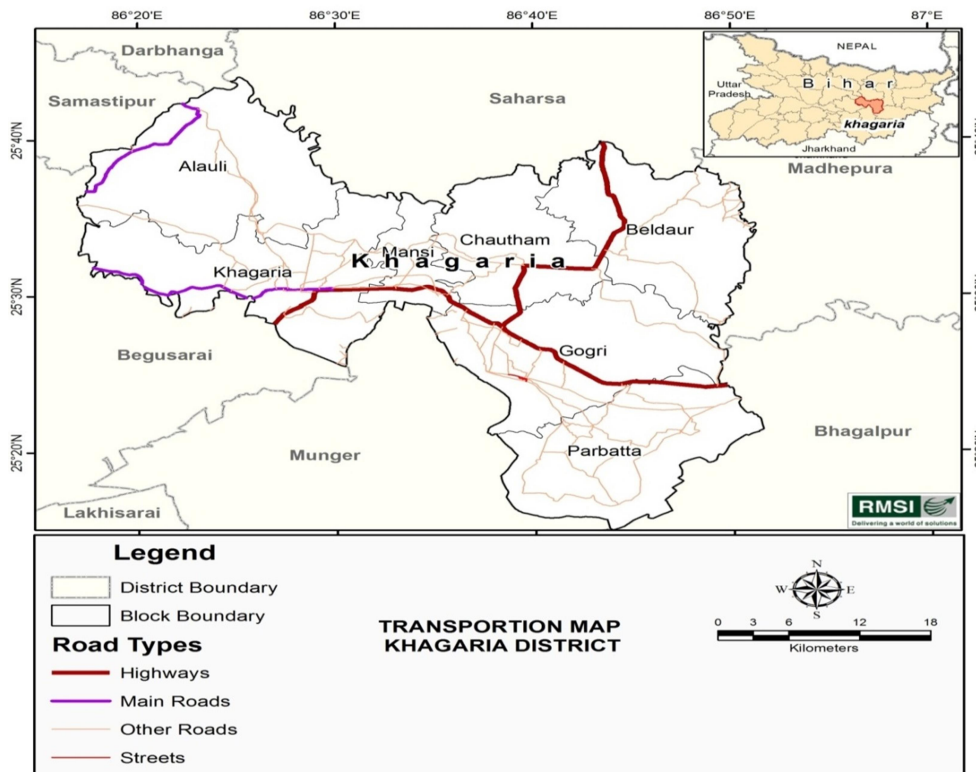 86°20'E 86°30'E 86°40'E 86°50'E 87°E
Darbhanga
Samastipur
Saharsa
NEPAL
Uttar
Pradesh
Bihar
khagaria
Jharkhand
Madhepura
25°40'N
Alauli
Beldaur
Chautham
Mansi
Khagaria
Khagaria
25°30'N
Begusarai
Gogri
Bhagalpur
25°20'N
Munger
Parbatta
Lakhisarai
RMSI
Delivering a world of solutions
Legend
District Boundary
Block Boundary
Road Types
Highways
Main Roads
Other Roads
Streets
TRANSPORTION MAP
KHAGARIA DISTRICT
N
W E
S
0 3 6 12 18
Kilometers